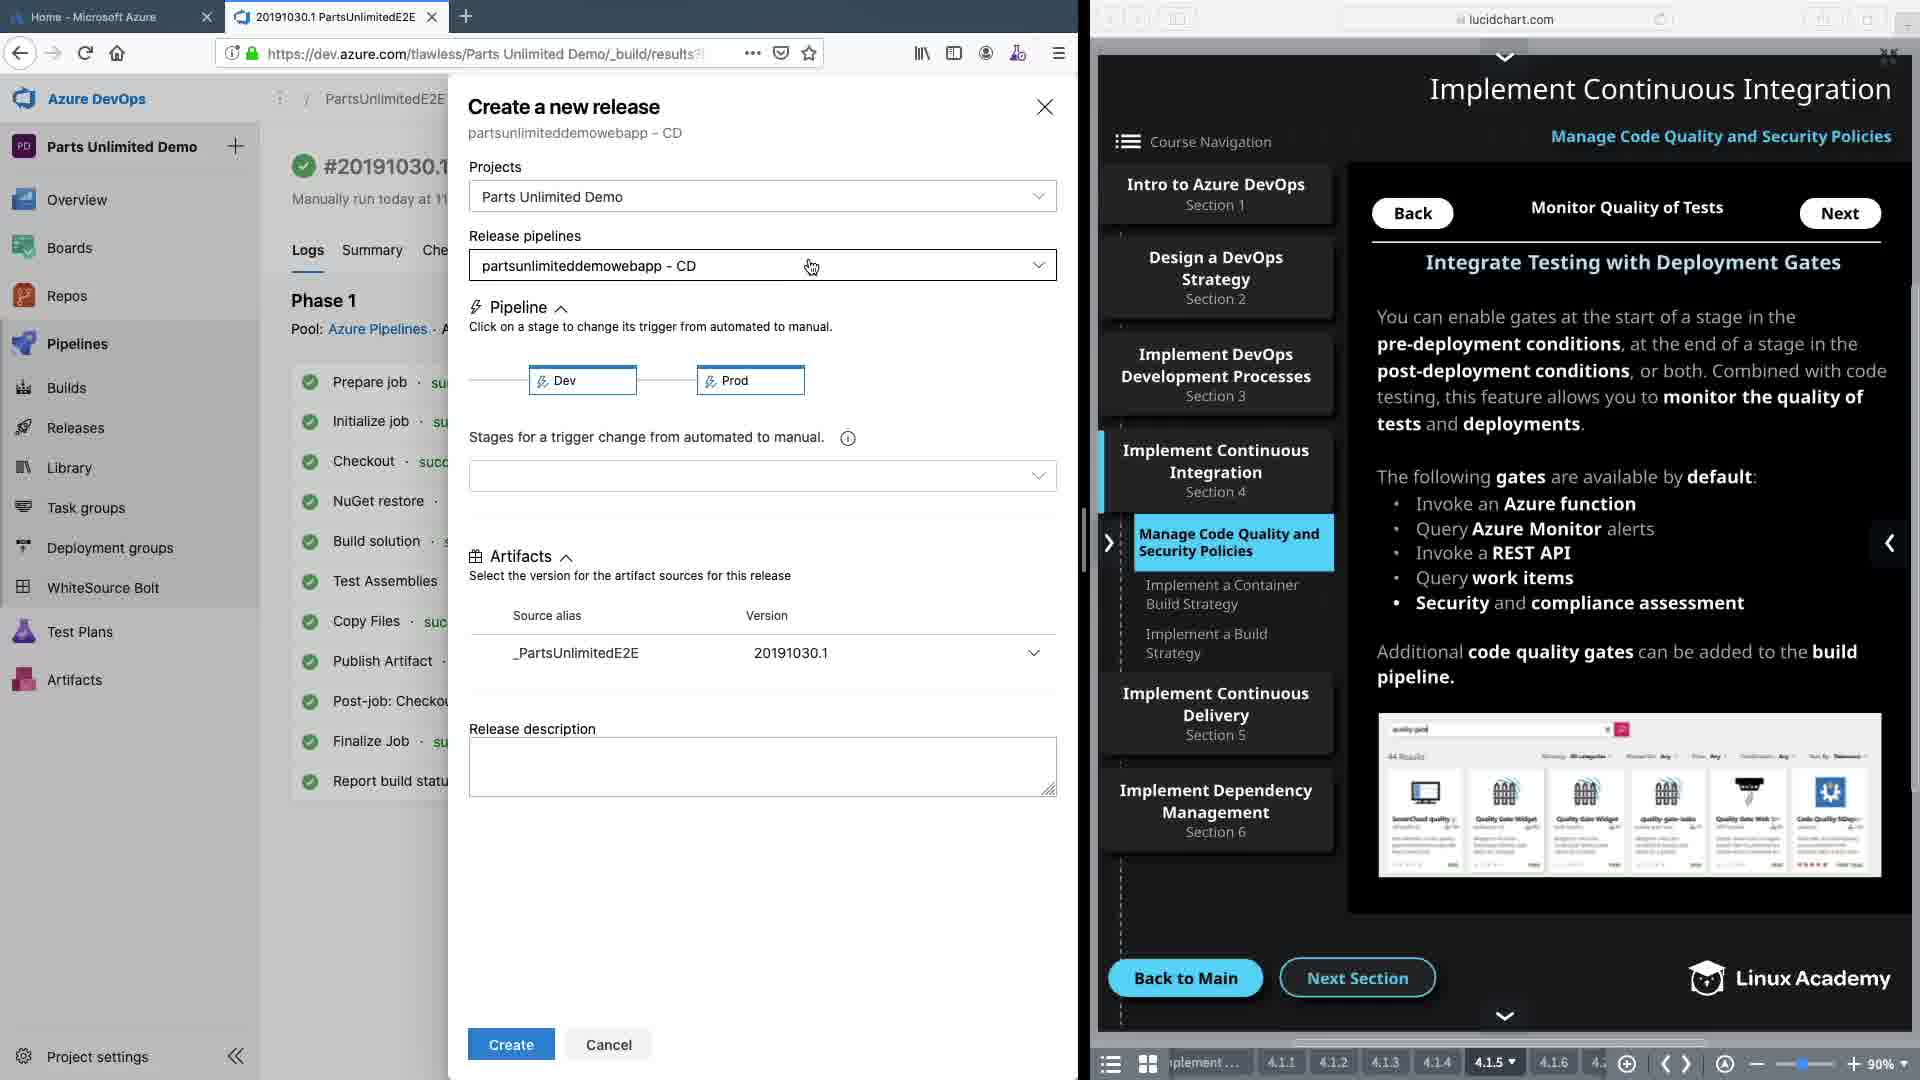 Home - Microsoft Azure
20191030.1 PartsUnlimitedE2E
https://dev.azure.com/tlawless/Parts Unlimited Demo/_build/results?
Azure DevOps
/ PartsUnlimitedE2E
PD Parts Unlimited Demo
Overview
Boards
Repos
Pipelines
Builds
Releases
Library
Task groups
Deployment groups
WhiteSource Bolt
Test Plans
Artifacts
Project settings
#20191030.1
Manually run today at 11
Logs Summary Che
Phase 1
Pool: Azure Pipelines · A
Prepare job · su
Initialize job · su
Checkout · succ
NuGet restore ·
Build solution · s
Test Assemblies
Copy Files · suc
Publish Artifact ·
Post-job: Checkou
Finalize Job · su
Report build statu
Create a new release
partsunlimiteddemowebapp - CD
Projects
Parts Unlimited Demo
Release pipelines
partsunlimiteddemowebapp - CD
Pipeline
Click on a stage to change its trigger from automated to manual.
Dev
Prod
Stages for a trigger change from automated to manual.
Artifacts
Select the version for the artifact sources for this release
Source alias Version
_PartsUnlimitedE2E 20191030.1
Release description
Create
Cancel
lucidchart.com
Implement Continuous Integration
Manage Code Quality and Security Policies
Course Navigation
Intro to Azure DevOps
Section 1
Design a DevOps
Strategy
Section 2
Implement DevOps
Development Processes
Section 3
Implement Continuous
Integration
Section 4
Manage Code Quality and
Security Policies
Implement a Container
Build Strategy
Implement a Build
Strategy
Implement Continuous
Delivery
Section 5
Implement Dependency
Management
Section 6
Back
Monitor Quality of Tests
Next
Integrate Testing with Deployment Gates
You can enable gates at the start of a stage in the
pre-deployment conditions, at the end of a stage in the
post-deployment conditions, or both. Combined with code
testing, this feature allows you to monitor the quality of
tests and deployments.
The following gates are available by default:
• Invoke an Azure function
• Query Azure Monitor alerts
• Invoke a REST API
• Query work items
• Security and compliance assessment
Additional code quality gates can be added to the build
pipeline.
quality gate
44 Results
Quality Gate Widget
Quality Gate Widget
Back to Main
Next Section
Linux Academy
plement ... 4.1.1 4.1.2 4.1.3 4.1.4 4.1.5 4.1.6 4.
90%